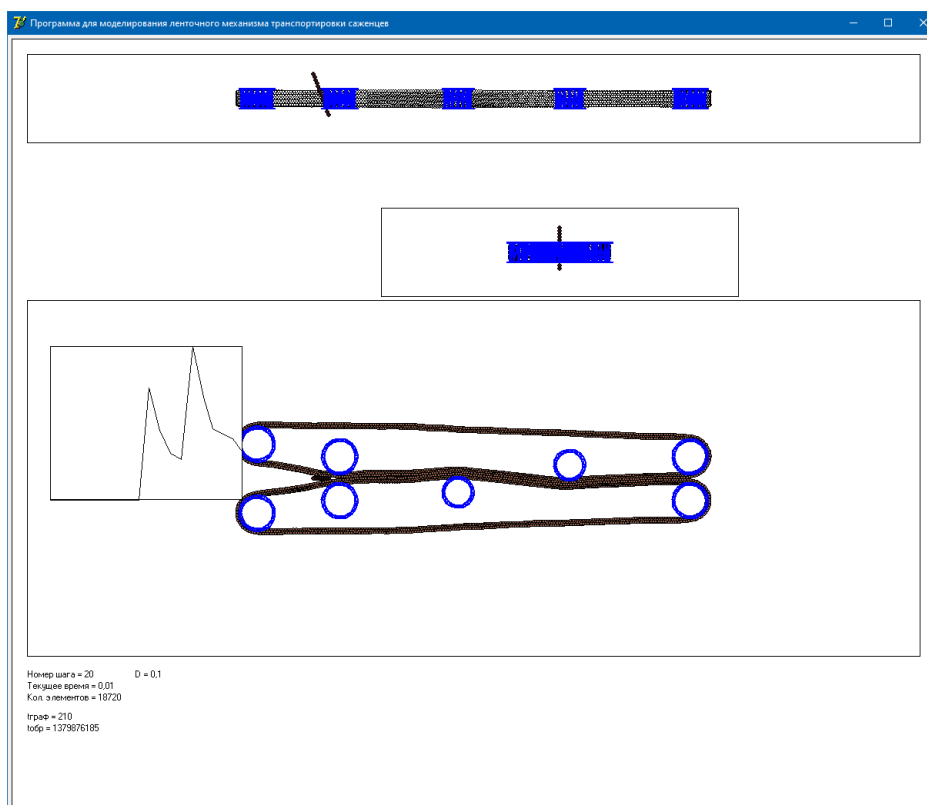 Программа для моделирования ленточного механизма транспортировки саженцев
Номер шага = 20 D = 0,1
Текущее время = 0,01
Кол. элементов = 18720
tграф = 210
tобр = 1379876185